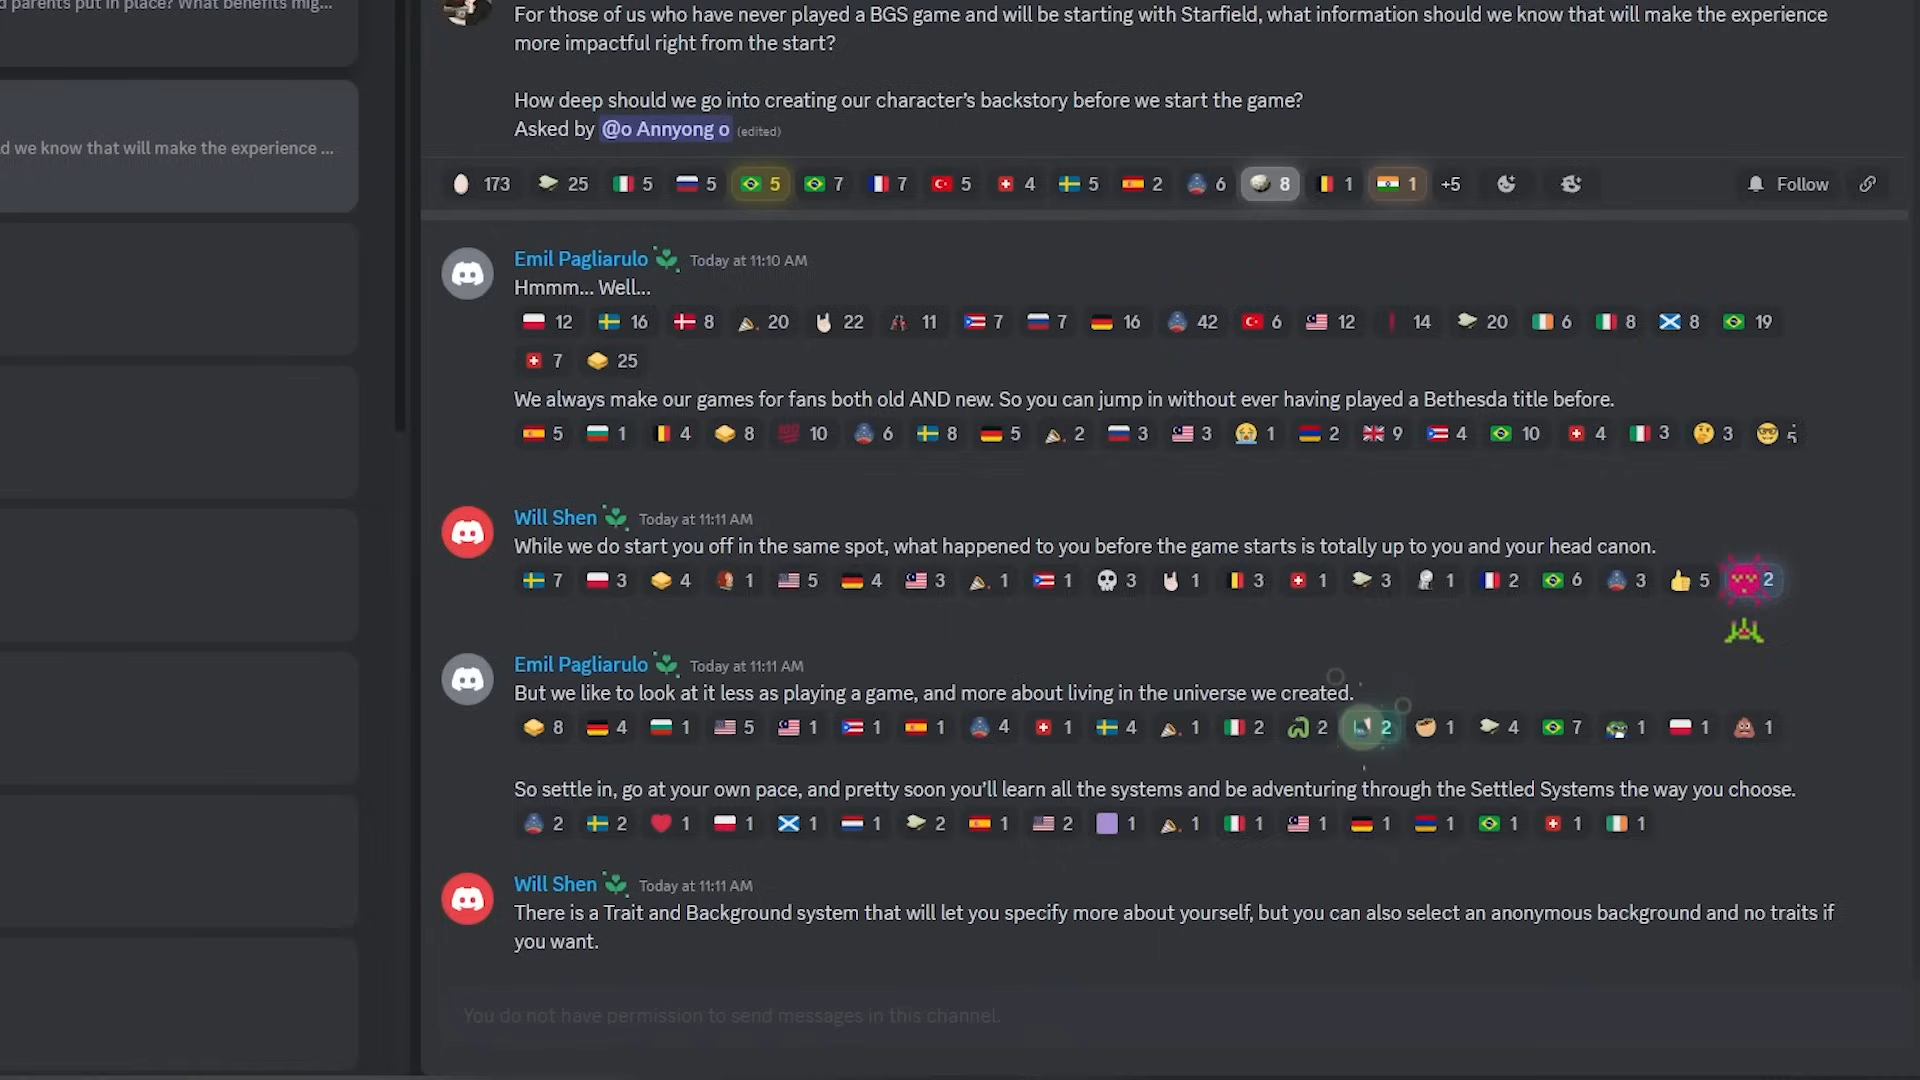 d parents put in place? What benefits mig...
For those of us who have never played a BGS game and will be starting with Starfield, what information should we know that will make the experience
more impactful right from the start?
How deep should we go into creating our character's backstory before we start the game?
Asked by @o Annyong o (edited)
d we know that will make the experience ...
173 25 5 5 5 7 7 5 4 5 2 6 8 1 1 +5 Follow
Emil Pagliarulo Today at 11:10 AM
Hmmm... Well...
12 16 8 20 22 11 7 7 16 42 6 12 14 20 6 8 8 19
7 25
We always make our games for fans both old AND new. So you can jump in without ever having played a Bethesda title before.
5 1 4 8 10 6 8 5 2 3 3 1 2 9 4 10 4 3 3
Will Shen Today at 11:11 AM
While we do start you off in the same spot, what happened to you before the game starts is totally up to you and your head canon.
7 3 4 1 5 4 3 1 1 3 1 3 1 3 1 2 6 3 5 2
Emil Pagliarulo Today at 11:11 AM
But we like to look at it less as playing a game, and more about living in the universe we created.
8 4 1 5 1 1 1 4 1 4 1 2 2 2 1 4 7 1 1 1
So settle in, go at your own pace, and pretty soon you'll learn all the systems and be adventuring through the Settled Systems the way you choose.
2 2 1 1 1 1 2 1 2 1 1 1 1 1 1 1 1 1
Will Shen Today at 11:11 AM
There is a Trait and Background system that will let you specify more about yourself, but you can also select an anonymous background and no traits if
you want.
You do not have permission to send messages in this channel.